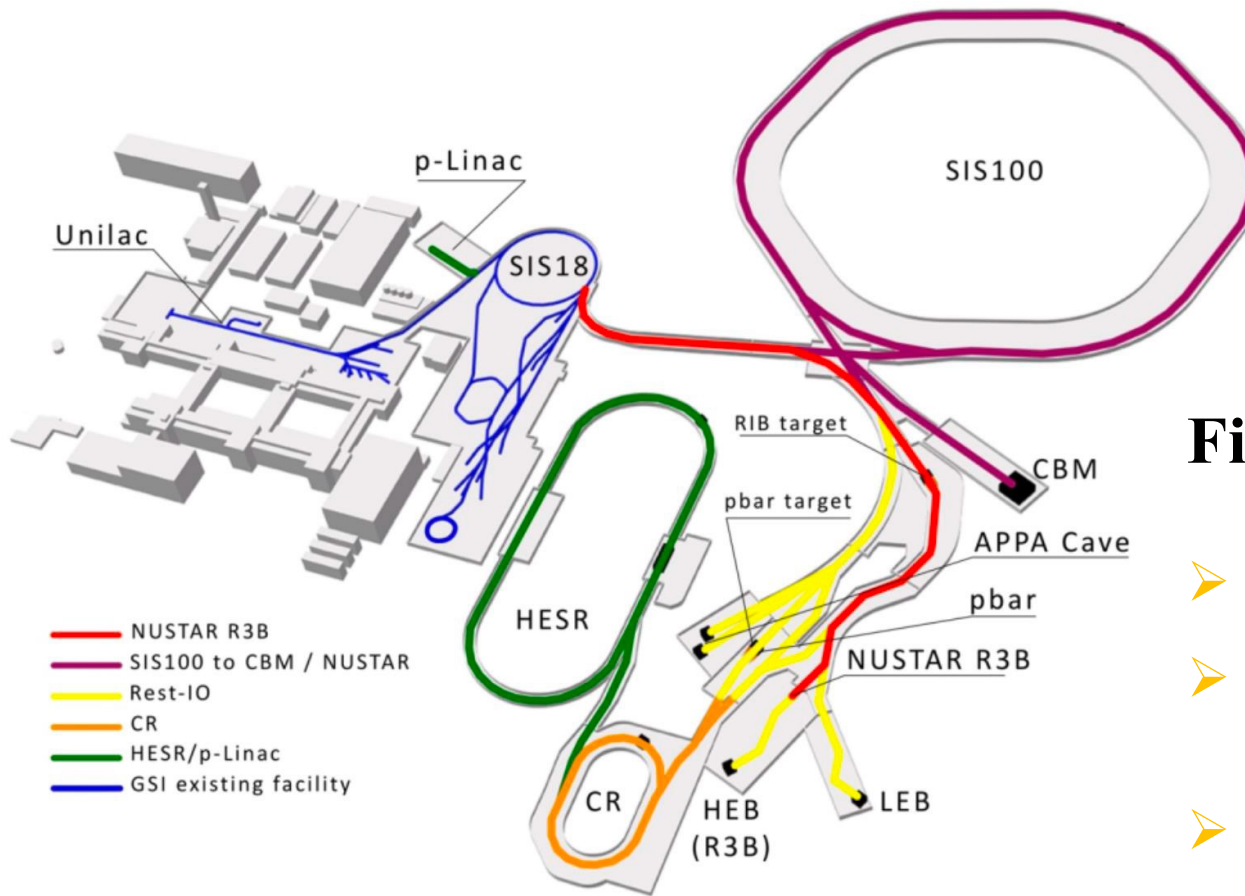 p-Linac
SIS100
Unilac
SIS18
RIB target
Fi
CBM
pbar target
APPA Cave
pbar
HESR
NUSTAR R3B
NUSTAR R3B
SIS100 to CBM / NUSTAR
Rest-IO
CR
HESR/p-Linac
GSI existing facility
CR
HEB
(R3B)
LEB